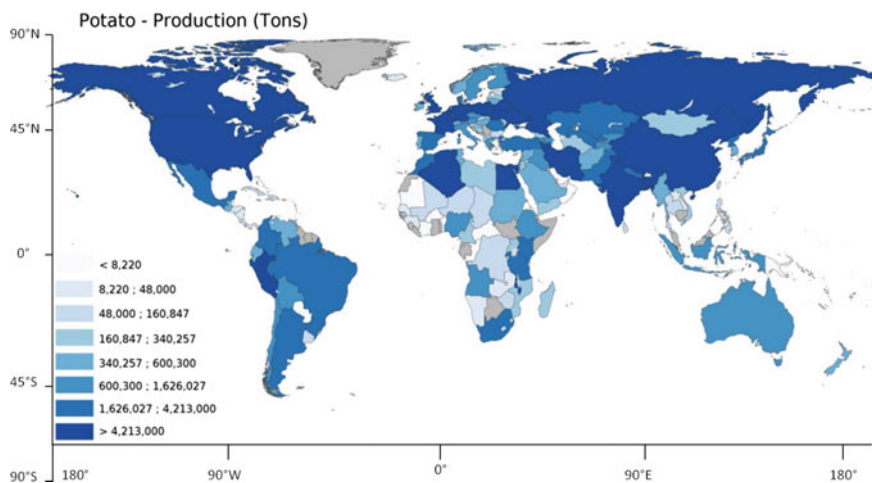 Potato - Production (Tons)
90°N
45°N
0°
45°S
90°S
< 8,220
8,220 ; 48,000
48,000 ; 160,847
160,847 ; 340,257
340,257 ; 600,300
600,300 ; 1,626,027
1,626,027 ; 4,213,000
> 4,213,000
180°
90°W
0°
90°E
180°